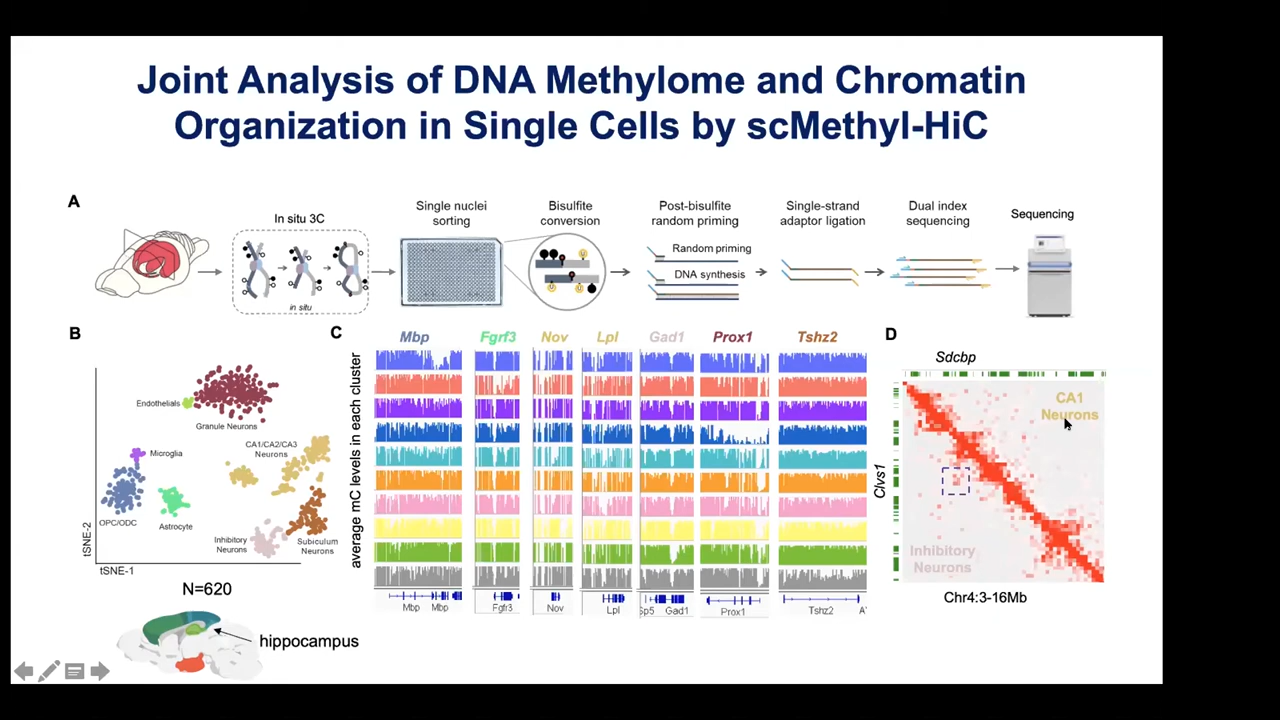 Joint Analysis of DNA Methylome and Chromatin
Organization in Single Cells by scMethyl-HiC
A
In situ 3C
in situ
Single nuclei
sorting
Bisulfite
conversion
Post-bisulfite
random priming
Random priming
DNA synthesis
Single-strand
adaptor ligation
Dual index
sequencing
Sequencing
B
Endothelials
Granule Neurons
Microglia
CA1/CA2/CA3
Neurons
OPC/ODC
Astrocyte
Inhibitory
Neurons
Subiculum
Neurons
tSNE-2
tSNE-1
N=620
hippocampus
C
Mbp
Fgrf3
Nov
Lpl
Gad1
Prox1
Tshz2
average mC levels in each cluster
Mbp
Mbp
Fgfr3
Nov
Lpl
Sp5
Gad1
Prox1
Tshz2
D
Sdcbp
Clvs1
CA1
Neurons
Inhibitory
Neurons
Chr4:3-16Mb